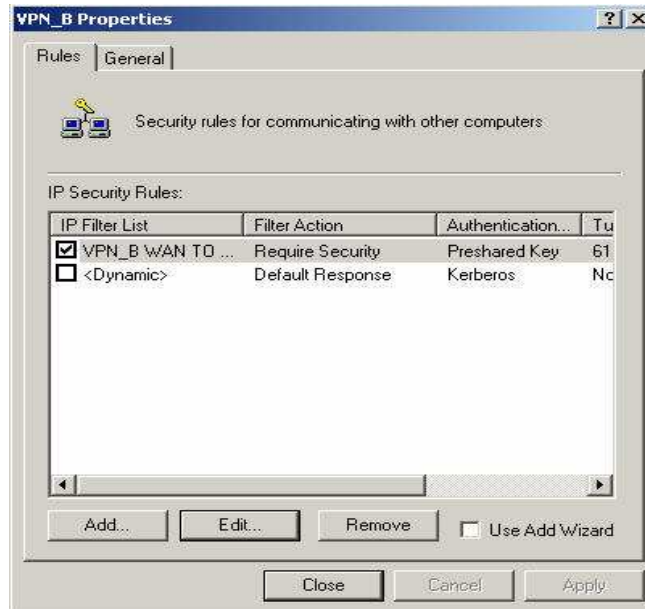 VPN_B Properties
Rules General
Security rules for communicating with other computers
IP Security Rules:
IP Filter List Filter Action Authentication... Tu
VPN_B WAN TO ... Require Security Preshared Key 61
<Dynamic> Default Response Kerberos Nc
Add... Edit... Remove Use Add Wizard
Close Cancel Apply